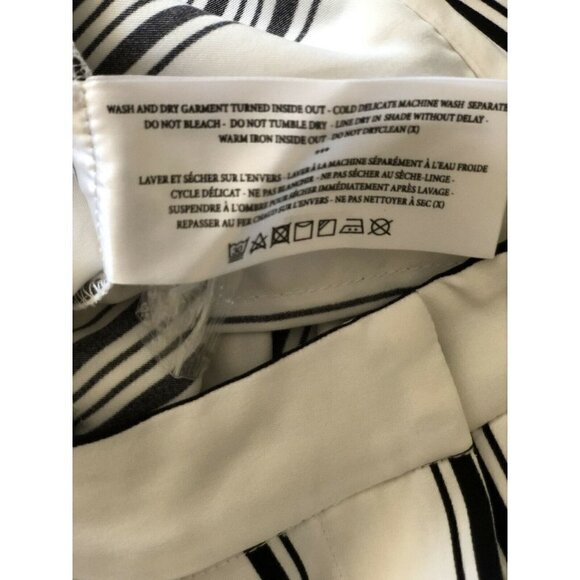 WASH AND DRY GARMENT TURNED INSIDE OUT - COLD DELICATE MACHINE WASH SEPARATE
DO NOT BLEACH - DO NOT TUMBLE DRY - LINE DRY IN SHADE WITHOUT DELAY -
WARM IRON INSIDE OUT - DO NOT DRYCLEAN (X)
***
LAVER ET SÉCHER SUR L'ENVERS - LAVER À LA MACHINE SÉPARÉMENT À L'EAU FROIDE
CYCLE DÉLICAT - NE PAS BLANCHIR - NE PAS SÉCHER AU SÈCHE-LINGE -
SUSPENDRE À L'OMBRE POUR SÉCHER IMMÉDIATEMENT APRÈS LAVAGE -
REPASSER AU FER CHAUD SUR L'ENVERS - NE PAS NETTOYER À SEC (X)
30